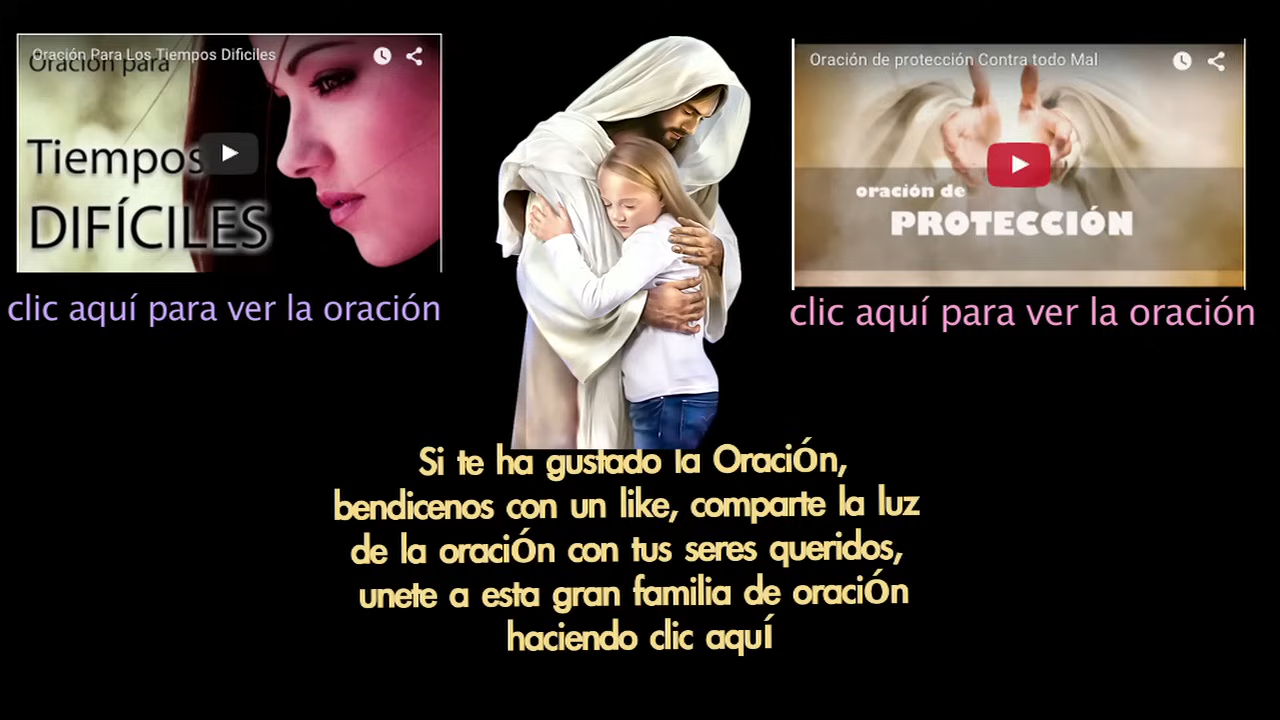 Oración Para Los Tiempos Dificiles
Oración para
Tiempos
DIFÍCILES
clic aquí para ver la oración
Oración de protección Contra todo Mal
oración de
PROTECCIÓN
clic aquí para ver la oración
Si te ha gustado la Oración,
bendicenos con un like, comparte la luz
de la oración con tus seres queridos,
unete a esta gran familia de oración
haciendo clic aquí